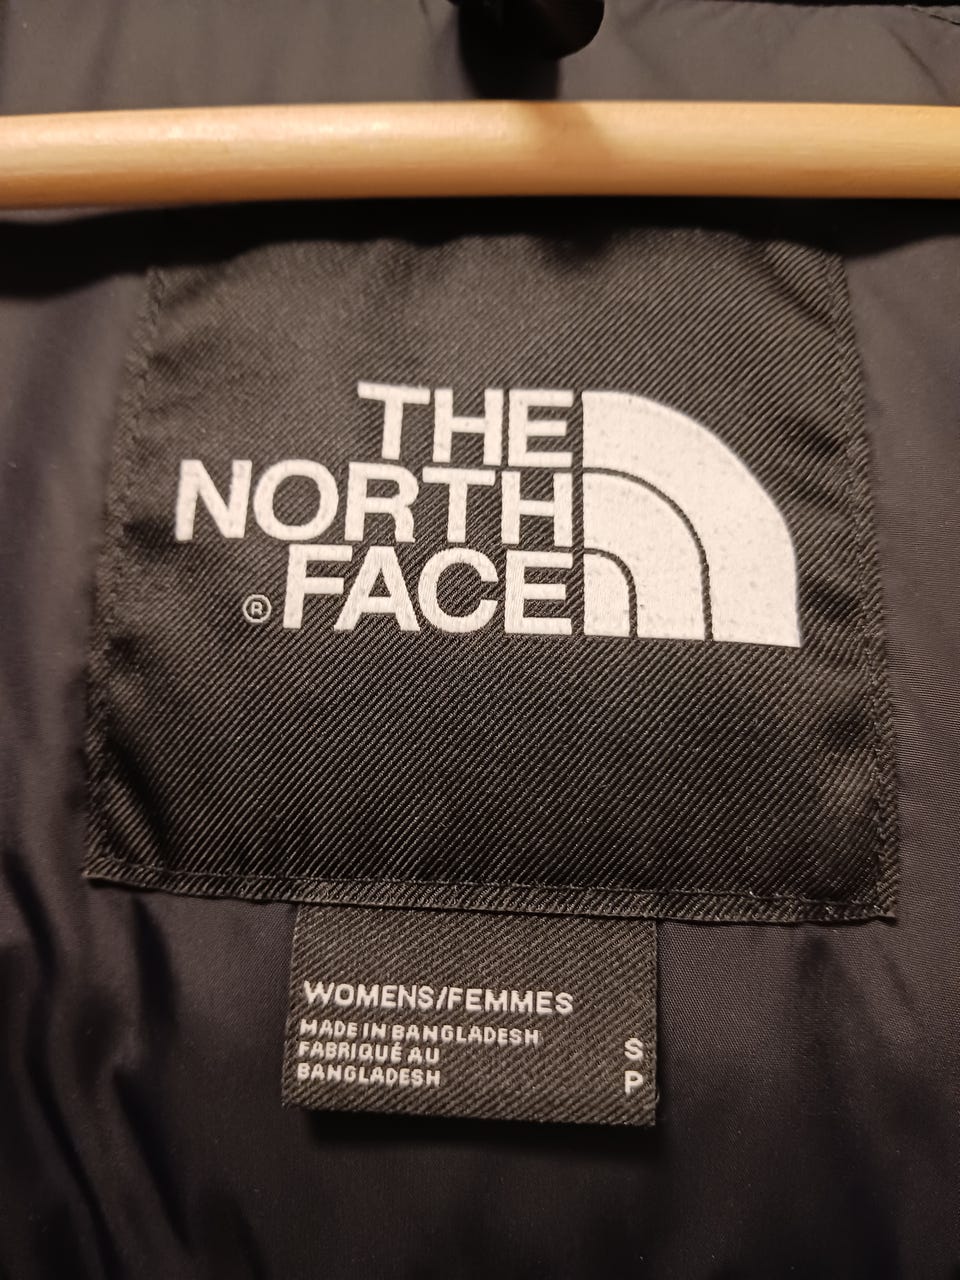 THE
NORTH
FACE
®
WOMENS/FEMMES
MADE IN BANGLADESH
FABRIQUÉ AU
BANGLADESH
S
P